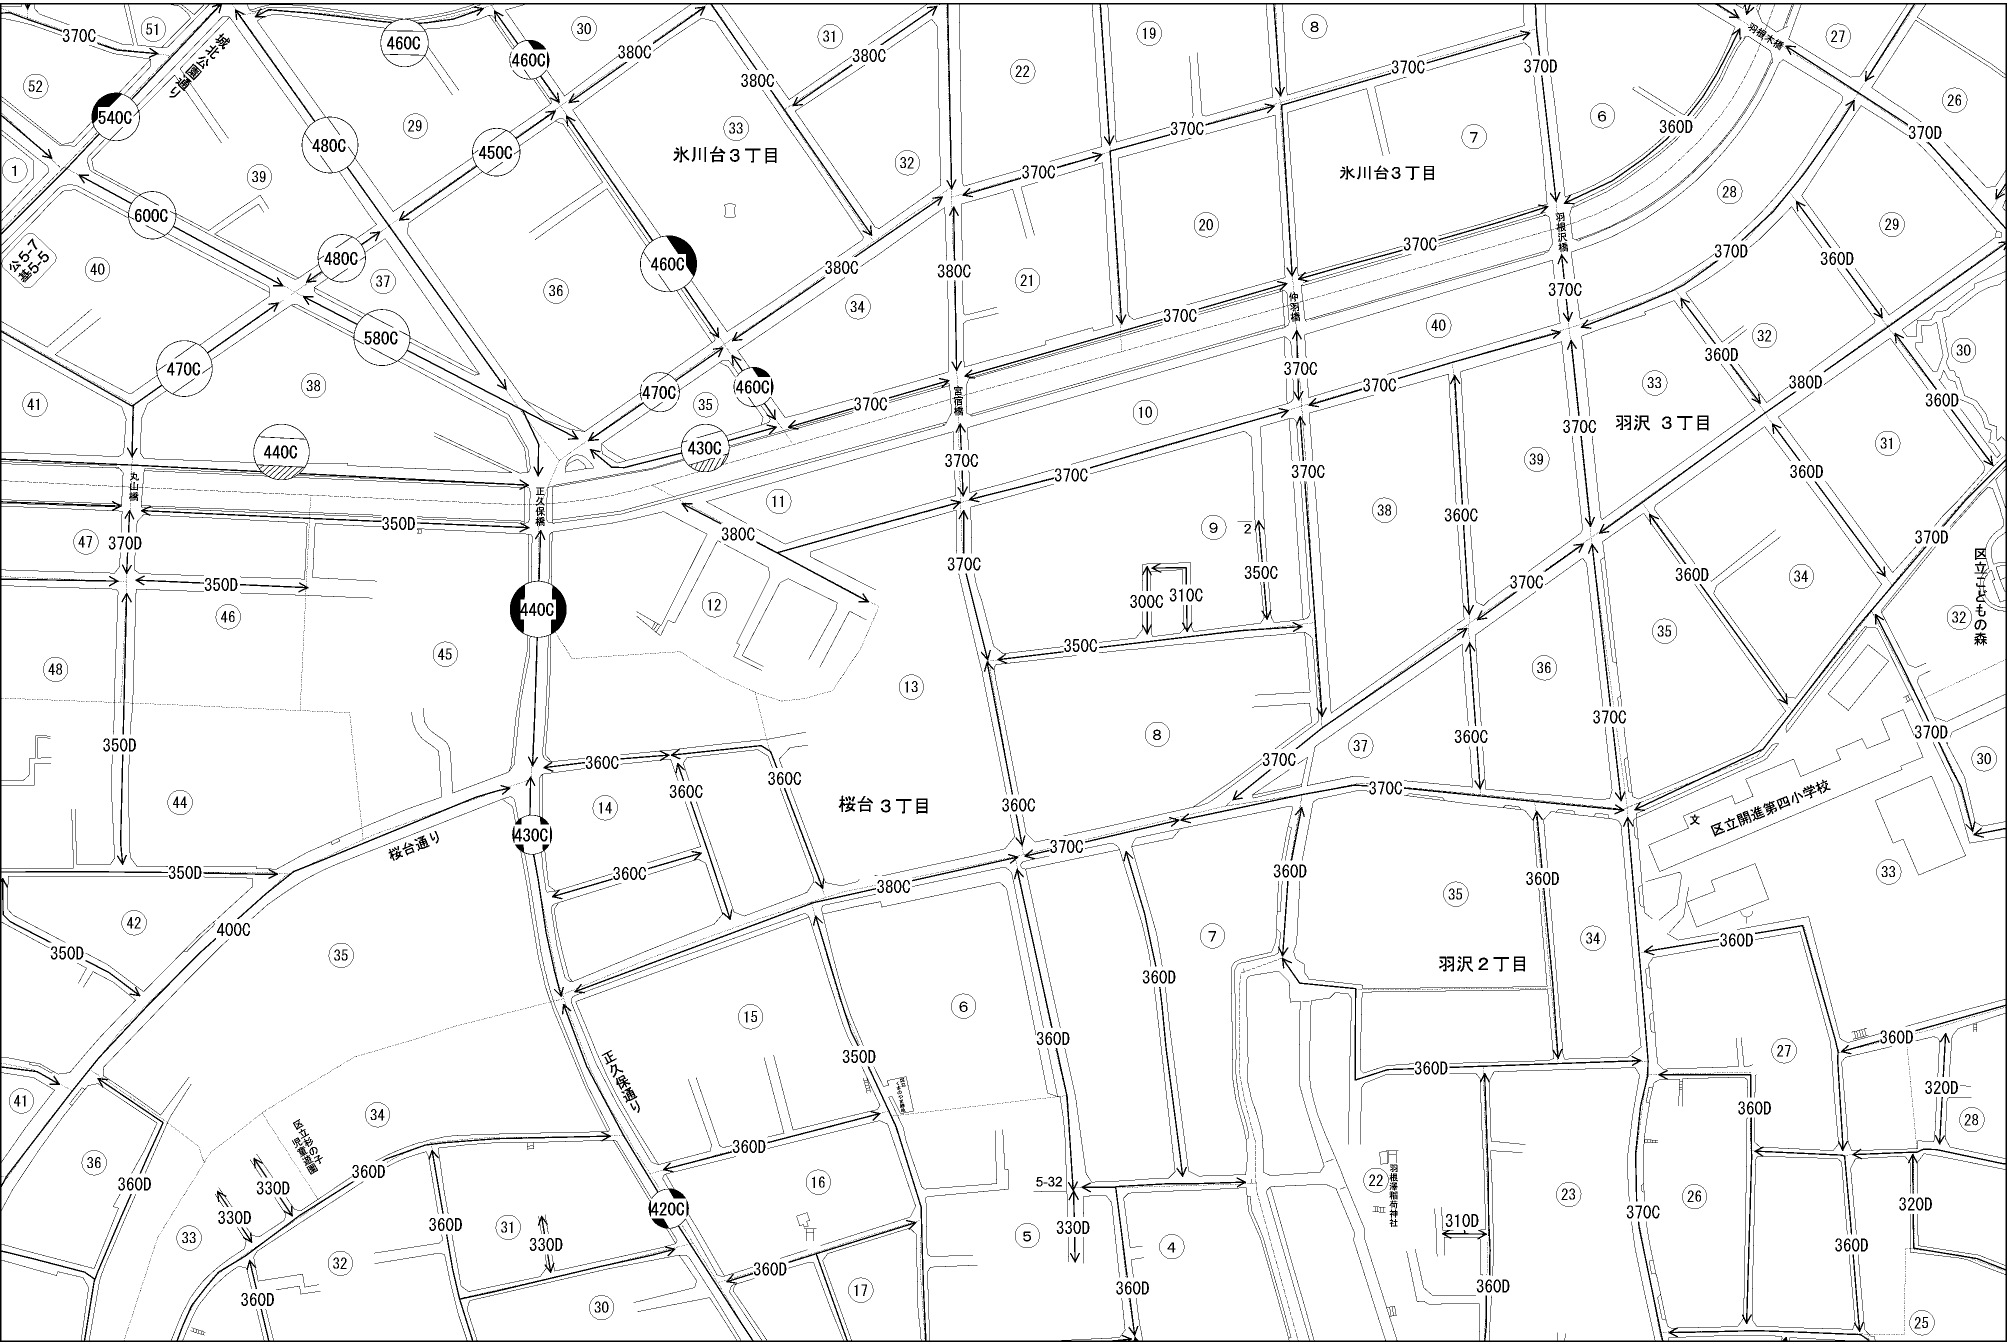 51
370C
城北公園通り
460C
460C
30
380C
31
380C
380C
22
19
8
370C
370D
6
360D
羽根木橋
27
26
370D
52
540C
29
480C
450C
33
氷川台3丁目
32
370C
370C
7
氷川台3丁目
28
29
1
39
600C
480C
37
36
460C
380C
34
380C
21
20
370C
羽根沢橋
370D
360D
公5-7
基5-5
40
580C
470C
38
41
440C
470C
35
460C
430C
370C
宮宿橋
370C
仲羽橋
370C
370C
370C
40
360D
32
33
380D
30
360D
10
370C
羽沢 3丁目
31
360D
丸山橋
350D
正久保橋
380C
11
370C
370C
370C
9
2
38
360C
39
370D
区立こどもの森
47
370D
350D
46
440C
12
370C
300C
310C
350C
350C
370C
360D
34
32
35
36
48
45
13
8
370C
37
360C
370C
350D
44
360C
360C
360C
14
430C
360C
桜台3丁目
360C
370C
370C
370D
30
区立開進第四小学校
文
33
桜台通り
350D
42
400C
350D
35
380C
360D
7
360D
35
360D
34
羽沢2丁目
360D
360D
15
6
360D
正久保通り
350D
360D
27
360D
320D
28
41
34
区立杉の子
児童遊園
36
360D
360D
330D
330D
33
360D
31
330D
32
360D
30
360D
16
420C
360D
17
5-32
330D
5
4
360D
22
羽根澤稲荷神社
310D
360D
23
370C
26
360D
360D
320D
25